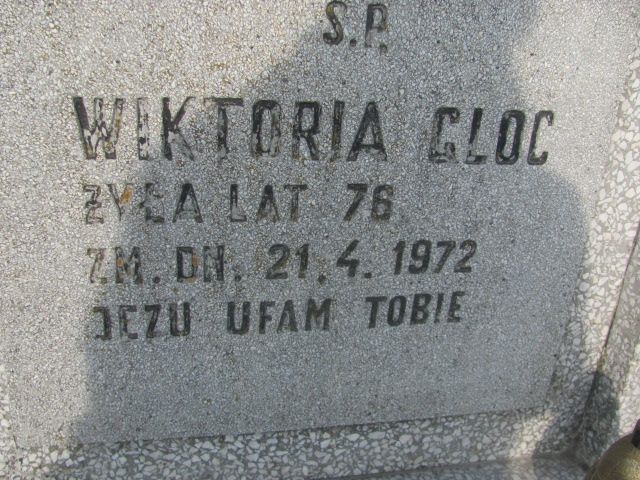 Ś.P.
WIKTORIA GLOC
ŻYŁA LAT 76
ZM. DN. 21.4.1972
JEZU UFAM TOBIE